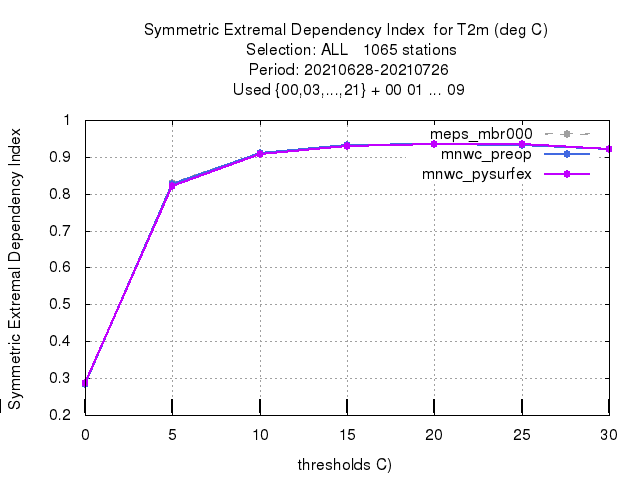 Symmetric Extremal Dependency Index for T2m (deg C)
Selection: ALL 1065 stations
Period: 20210628-20210726
Used {00,03,...,21} + 00 01 ... 09
Symmetric Extremal Dependency Index
1
0.9
0.8
0.7
0.6
0.5
0.4
0.3
0.2
meps_mbr000
mnwc_preop
mnwc_pysurfex
0 5 10 15 20 25 30
thresholds C)